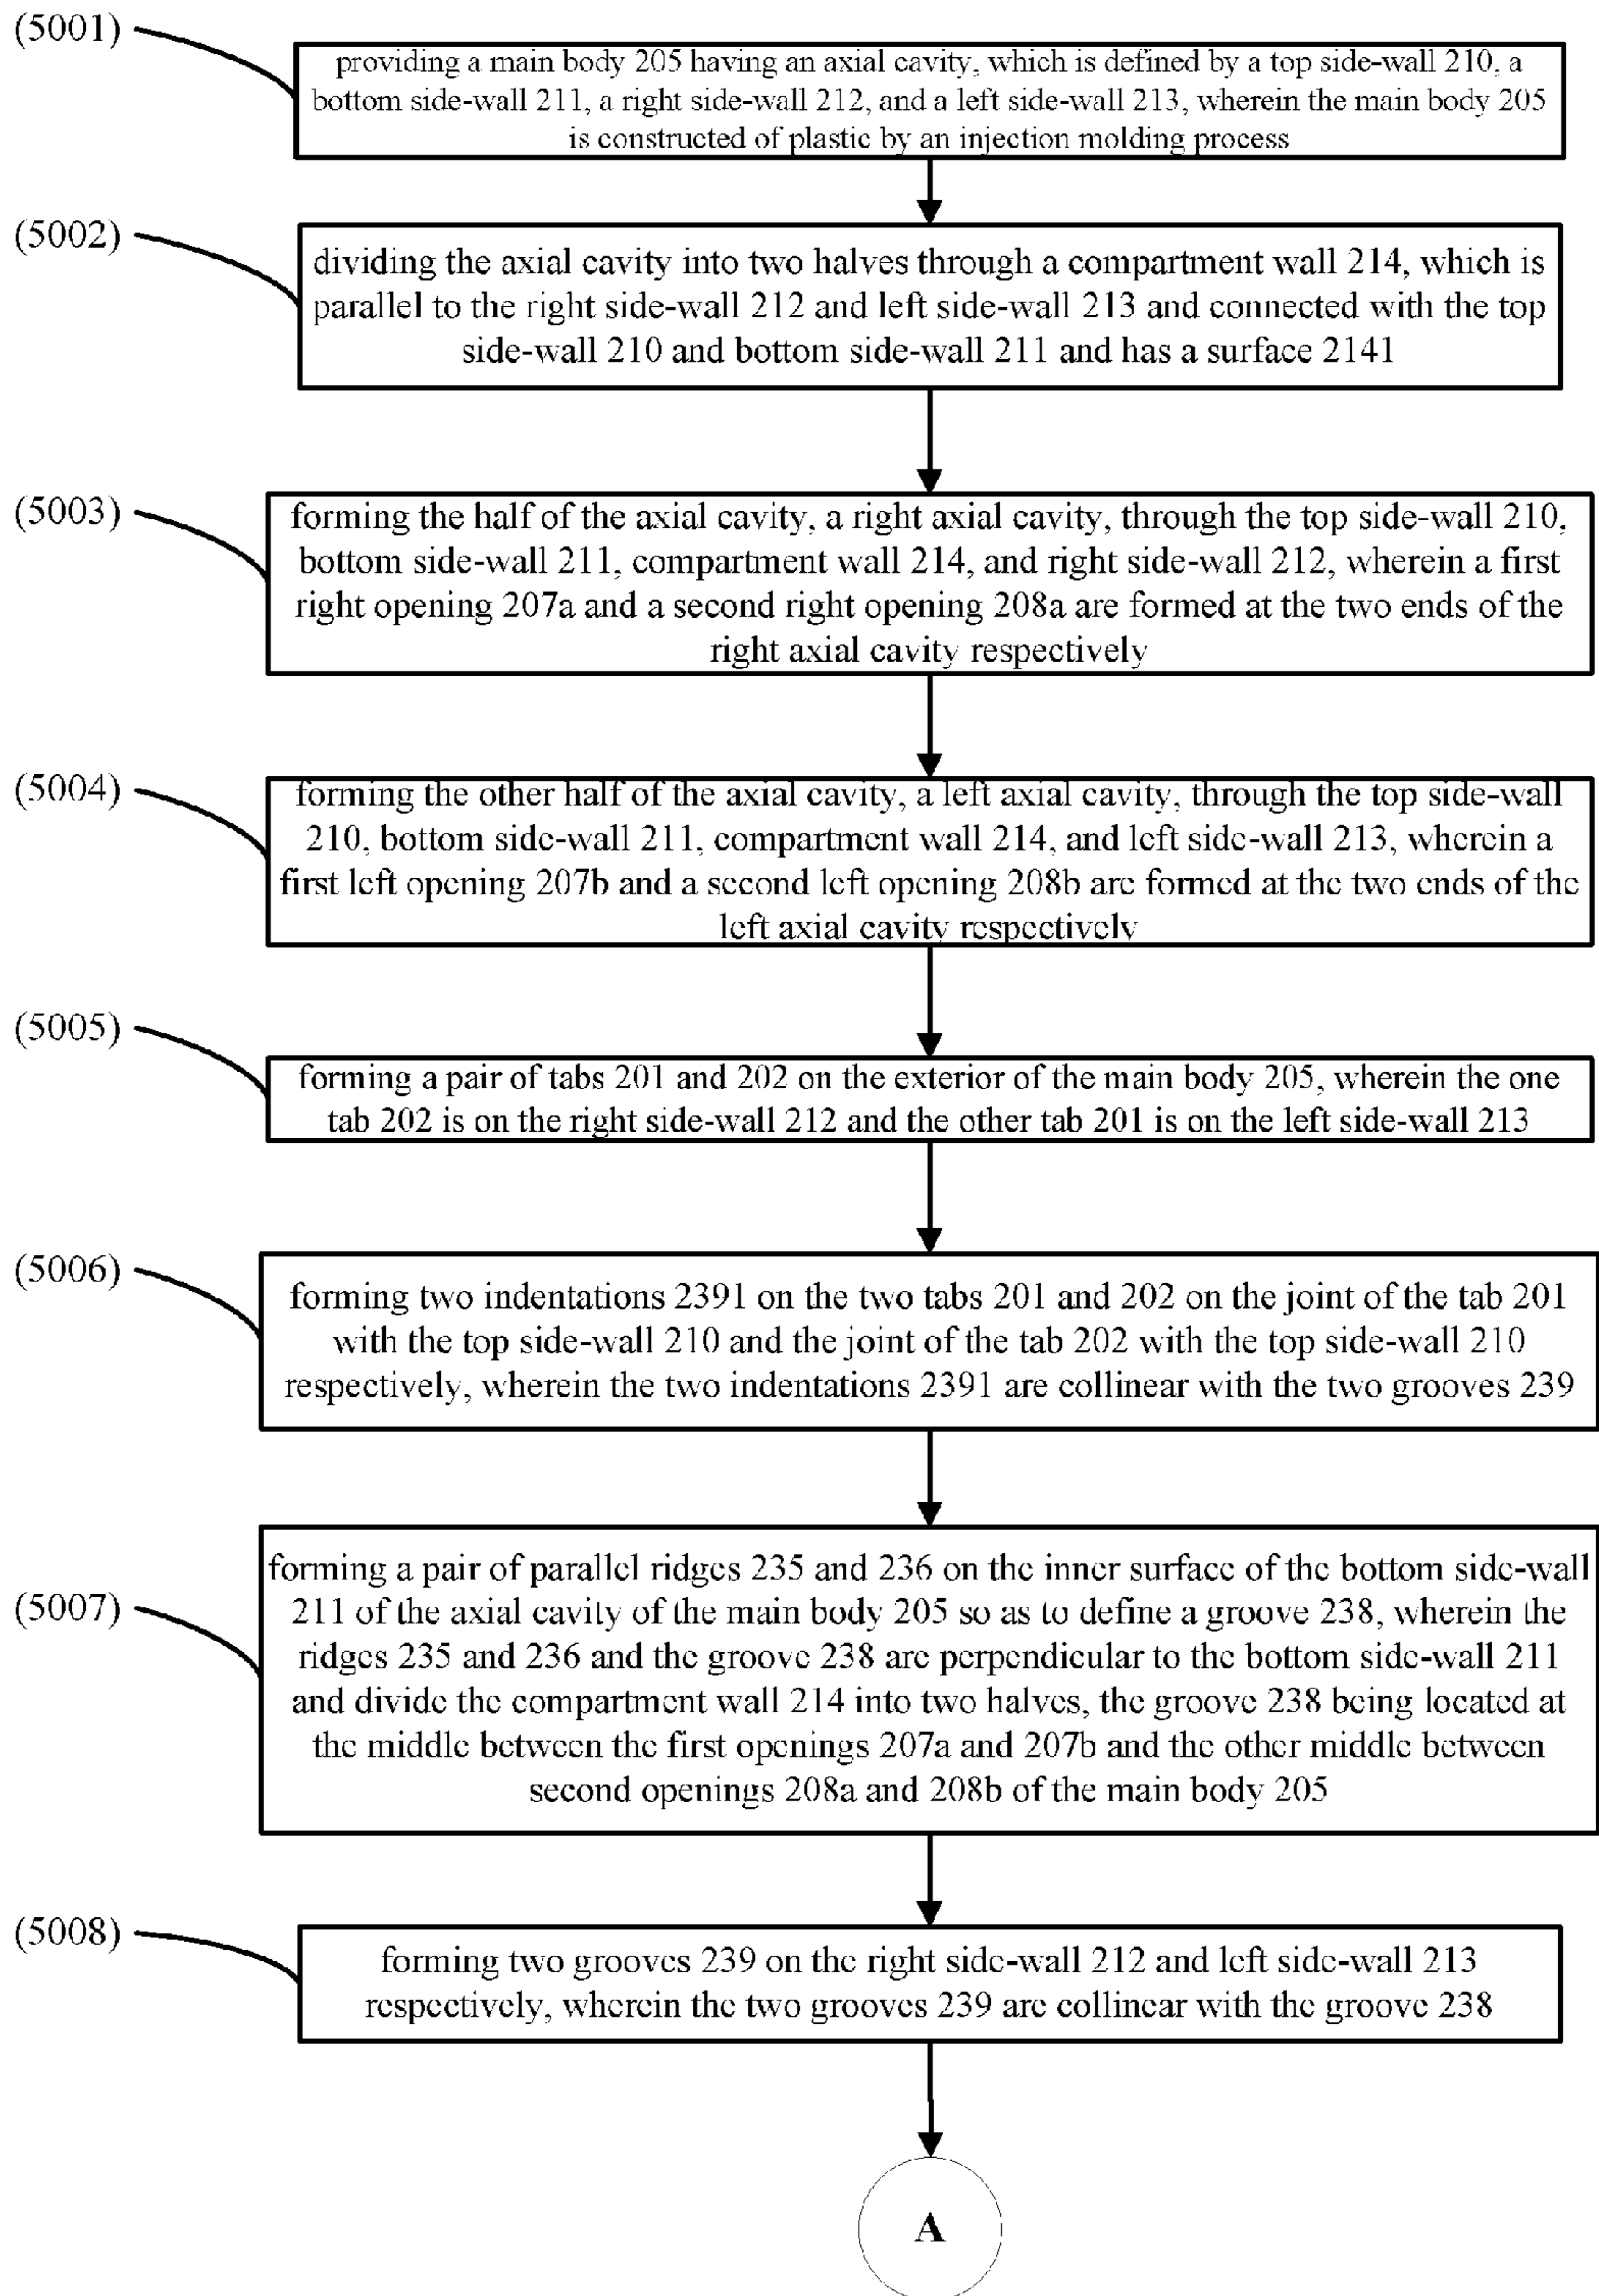 (5001)
providing a main body 205 having an axial cavity, which is defined by a top side-wall 210, a
bottom side-wall 211, a right side-wall 212, and a left side-wall 213, wherein the main body 205
is constructed of plastic by an injection molding process
(5002)
dividing the axial cavity into two halves through a compartment wall 214, which is
parallel to the right side-wall 212 and left side-wall 213 and connected with the top
side-wall 210 and bottom side-wall 211 and has a surface 2141
(5003)
forming the half of the axial cavity, a right axial cavity, through the top side-wall 210,
bottom side-wall 211, compartment wall 214, and right side-wall 212, wherein a first
right opening 207a and a second right opening 208a are formed at the two ends of the
right axial cavity respectively
(5004)
forming the other half of the axial cavity, a left axial cavity, through the top side-wall
210, bottom side-wall 211, compartment wall 214, and left side-wall 213, wherein a
first left opening 207b and a second left opening 208b are formed at the two ends of the
left axial cavity respectively
(5005)
forming a pair of tabs 201 and 202 on the exterior of the main body 205, wherein the one
tab 202 is on the right side-wall 212 and the other tab 201 is on the left side-wall 213
(5006)
forming two indentations 2391 on the two tabs 201 and 202 on the joint of the tab 201
with the top side-wall 210 and the joint of the tab 202 with the top side-wall 210
respectively, wherein the two indentations 2391 are collinear with the two grooves 239
(5007)
forming a pair of parallel ridges 235 and 236 on the inner surface of the bottom side-wall
211 of the axial cavity of the main body 205 so as to define a groove 238, wherein the
ridges 235 and 236 and the groove 238 are perpendicular to the bottom side-wall 211
and divide the compartment wall 214 into two halves, the groove 238 being located at
the middle between the first openings 207a and 207b and the other middle between
second openings 208a and 208b of the main body 205
(5008)
forming two grooves 239 on the right side-wall 212 and left side-wall 213
respectively, wherein the two grooves 239 are collinear with the groove 238
A